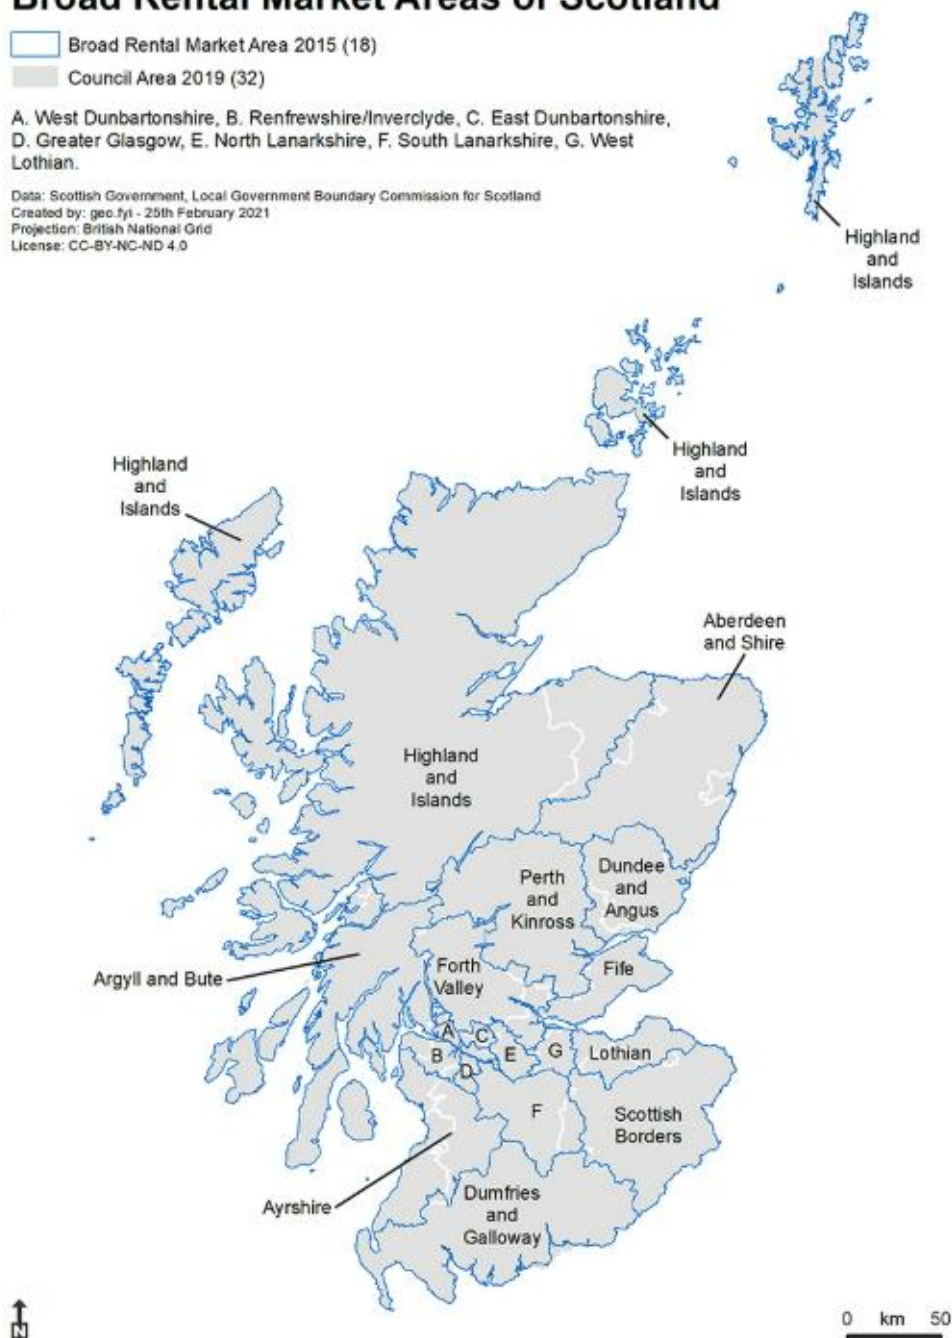 Broad Rental Market Areas of Scotland
Broad Rental Market Area 2015 (18)
Council Area 2019 (32)
A. West Dunbartonshire, B. Renfrewshire/Inverclyde, C. East Dunbartonshire,
D. Greater Glasgow, E. North Lanarkshire, F. South Lanarkshire, G. West
Lothian.
Data: Scottish Government, Local Government Boundary Commission for Scotland
Created by: geo.fyi - 25th February 2021
Projection: British National Grid
License: CC-BY-NC-ND 4.0
Highland
and
Islands
Highland
and
Islands
Highland
and
Islands
Aberdeen
and Shire
Highland
and
Islands
Perth
and
Kinross
Dundee
and
Angus
Argyll and Bute
Forth
Valley
Fife
A
C
B
D
E
G
Lothian
F
Scottish
Borders
Ayrshire
Dumfries
and
Galloway
N
0 km 50